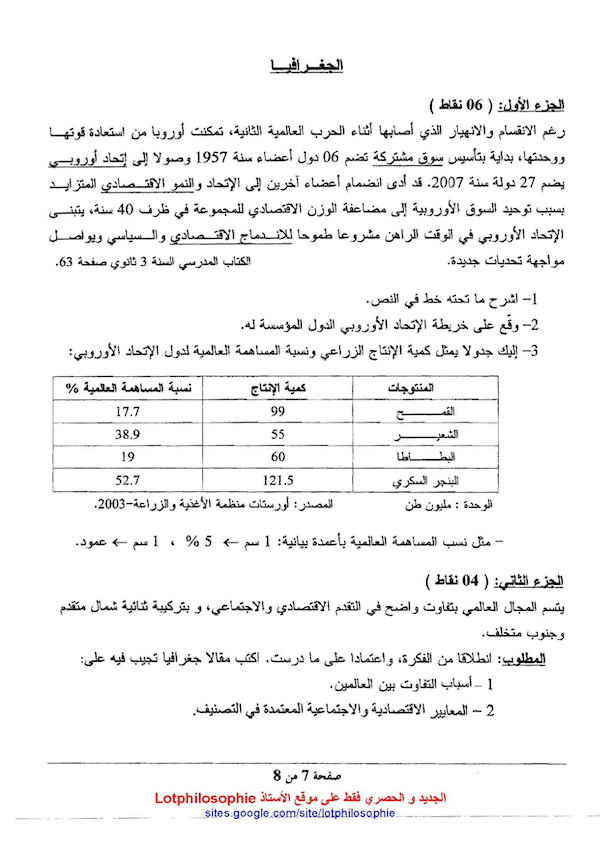 الجغـرافيـا
الجزء الأول: ( 06 نقاط )
رغم الانقسام والانهيار الذي أصابها أثناء الحرب العالمية الثانية، تمكنت أوروبا من استعادة قوتها
ووحدتها، بداية بتأسيس سوق مشتركة تضم 06 دول أعضاء سنة 1957 وصولا إلى إتحاد أوروبي
يضم 27 دولة سنة 2007. قد أدى انضمام أعضاء آخرين إلى الإتحاد والنمو الاقتصادي المتزايد
بسبب توحيد السوق الأوروبية إلى مضاعفة الوزن الاقتصادي للمجموعة في ظرف 40 سنة، يتبنى
الإتحاد الأوروبي في الوقت الراهن مشروعا طموحا للاندماج الاقتصادي والسياسي ويواصل
مواجهة تحديات جديدة. الكتاب المدرسي السنة 3 ثانوي صفحة 63.
1- اشرح ما تحته خط في النص.
2- وقّع على خريطة الإتحاد الأوروبي الدول المؤسسة له.
3- إليك جدولا يمثل كمية الإنتاج الزراعي ونسبة المساهمة العالمية لدول الإتحاد الأوروبي:
المنتوجات كمية الإنتاج نسبة المساهمة العالمية %
القمـــح 99 17.7
الشعيـــر 55 38.9
البطـــاطا 60 19
البنجر السكري 121.5 52.7
الوحدة : مليون طن المصدر: أورستات منظمة الأغذية والزراعة-2003.
- مثل نسب المساهمة العالمية بأعمدة بيانية: 1 سم ← 5 % ، 1 سم ← عمود.
الجزء الثاني: ( 04 نقاط )
يتسم المجال العالمي بتفاوت واضح في التقدم الاقتصادي والاجتماعي، و بتركيبة ثنائية شمال متقدم
وجنوب متخلف.
المطلوب: انطلاقا من الفكرة، واعتمادا على ما درست. اكتب مقالا جغرافيا تجيب فيه على:
1 - أسباب التفاوت بين العالمين.
2 - المعايير الاقتصادية والاجتماعية المعتمدة في التصنيف.
صفحة 7 من 8
الجديد و الحصري فقط على موقع الأستاذ Lotphilosophie
sites.google.com/site/lotphilosophie